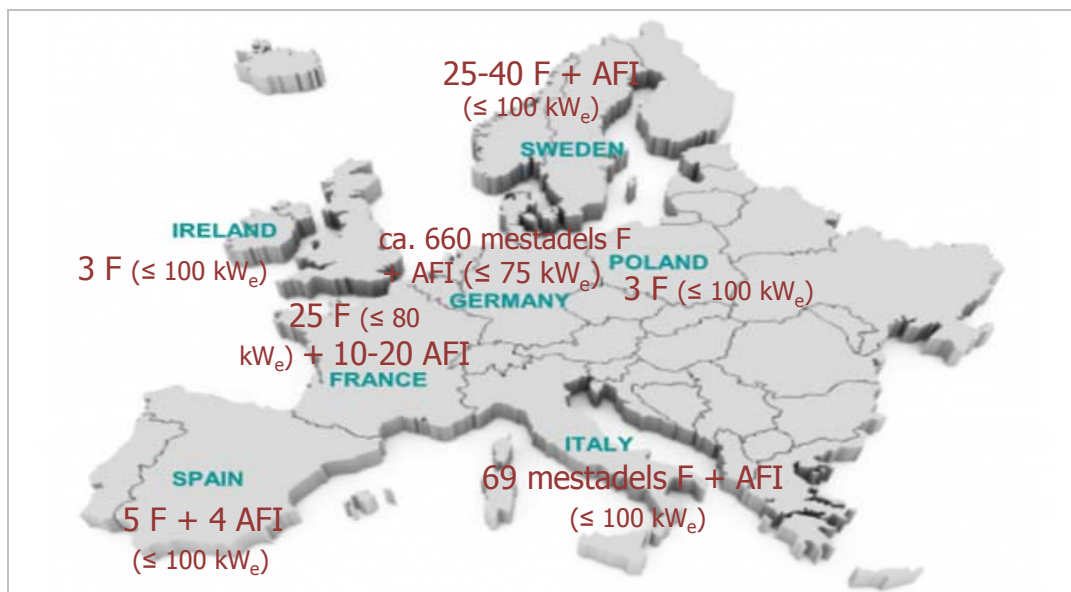 25-40 F + AFI
(≤ 100 kWₑ)
SWEDEN
IRELAND
3 F (≤ 100 kWₑ)
ca. 660 mestadels F
+ AFI (≤ 75 kWₑ)
GERMANY
POLAND
3 F (≤ 100 kWₑ)
25 F (≤ 80
kWₑ) + 10-20 AFI
FRANCE
ITALY
69 mestadels F + AFI
(≤ 100 kWₑ)
SPAIN
5 F + 4 AFI
(≤ 100 kWₑ)